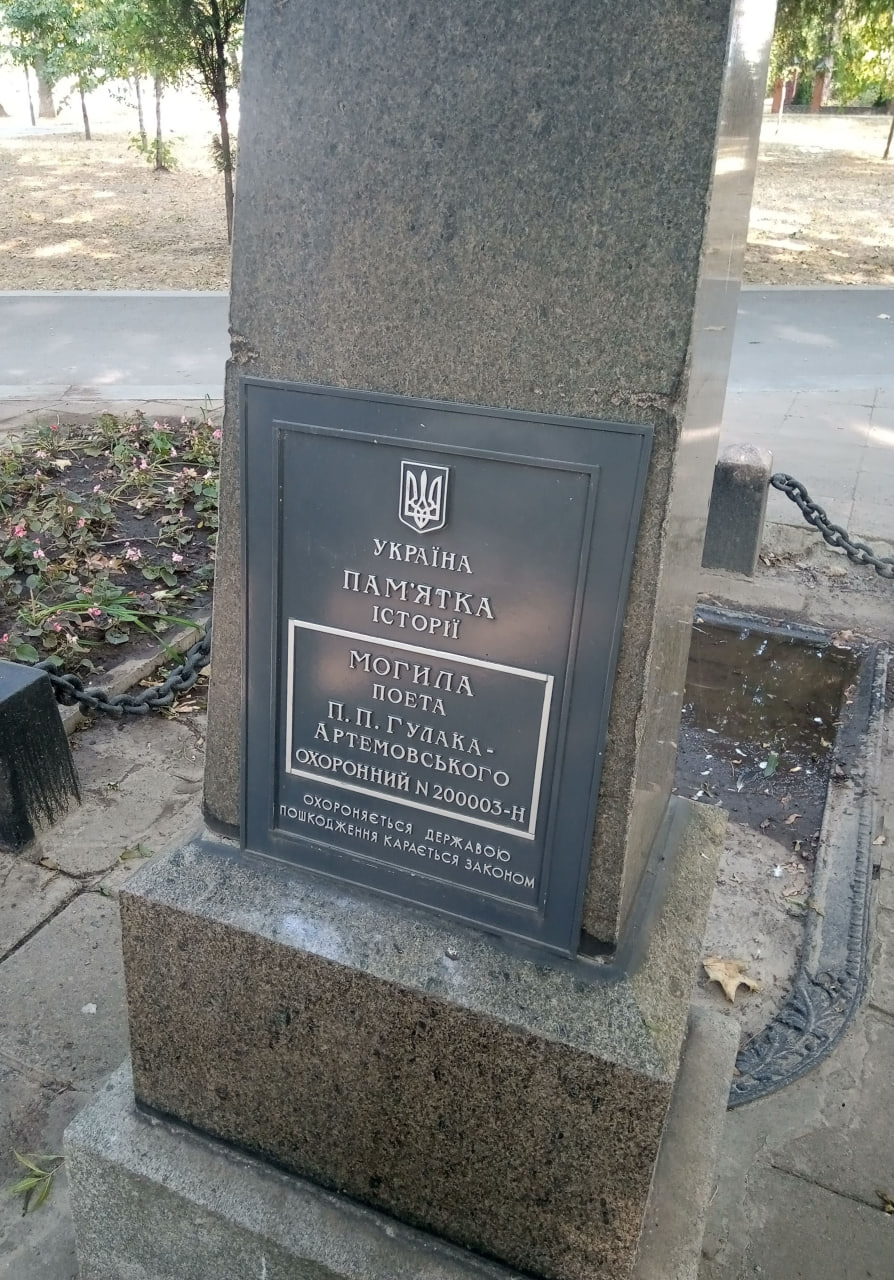 УКРАЇНА
ПАМ'ЯТКА
ІСТОРІЇ
МОГИЛА
ПОЕТА
П. П. ГУЛАКА-
АРТЕМОВСЬКОГО
ОХОРОННИЙ N 200003-Н
ОХОРОНЯЄТЬСЯ ДЕРЖАВОЮ
ПОШКОДЖЕННЯ КАРАЄТЬСЯ ЗАКОНОМ